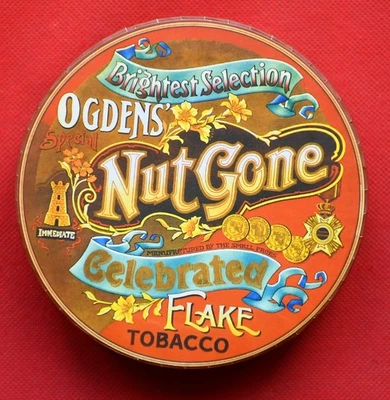 Brightest Selection
OGDENS'
Special
Nut Gone
IMMEDIATE
MANUFACTURED BY THE SMALL FACES
Celebrated
FLAKE
TOBACCO